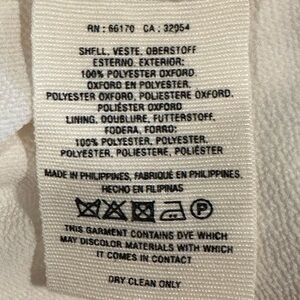 RN : 66170 CA : 32054
SHELL, VESTE, OBERSTOFF
ESTERNO, EXTERIOR:
100% POLYESTER OXFORD,
OXFORD EN POLYESTER,
POLYESTER OXFORD, POLIESTERE OXFORD,
POLIÉSTER OXFORD
LINING, DOUBLURE, FUTTERSTOFF,
FODERA, FORRO:
100% POLYESTER, POLYESTER,
POLYESTER, POLIESTERE, POLIÉSTER
MADE IN PHILIPPINES, FABRIQUÉ EN PHILIPPINES,
HECHO EN FILIPINAS
P
THIS GARMENT CONTAINS DYE WHICH
MAY DISCOLOR MATERIALS WITH WHICH
IT COMES IN CONTACT
DRY CLEAN ONLY